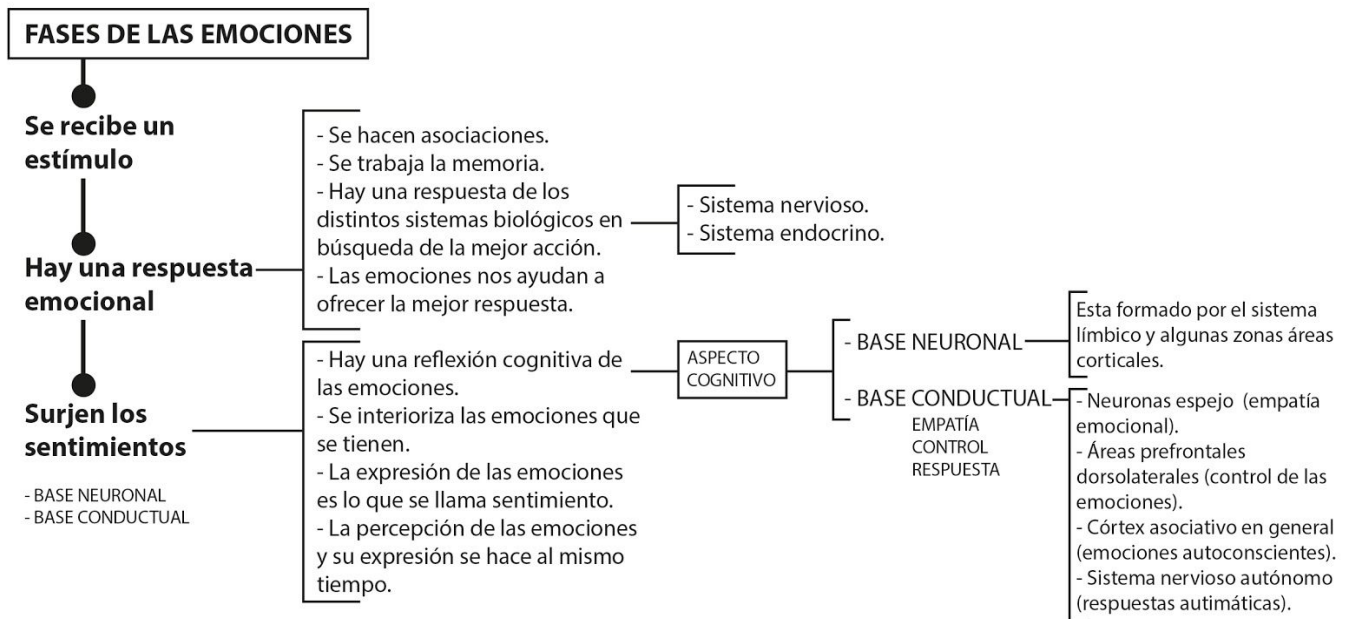 FASES DE LAS EMOCIONES
Se recibe un
estímulo
Hay una respuesta
emocional
- Se hacen asociaciones.
- Se trabaja la memoria.
- Hay una respuesta de los
distintos sistemas biológicos en
búsqueda de la mejor acción.
- Las emociones nos ayudan a
ofrecer la mejor respuesta.
- Sistema nervioso.
- Sistema endocrino.
Surjen los
sentimientos
- BASE NEURONAL
- BASE CONDUCTUAL
- Hay una reflexión cognitiva de
las emociones.
- Se interioriza las emociones que
se tienen.
- La expresión de las emociones
es lo que se llama sentimiento.
- La percepción de las emociones
y su expresión se hace al mismo
tiempo.
ASPECTO
COGNITIVO
- BASE NEURONAL
Esta formado por el sistema
límbico y algunas zonas áreas
corticales.
- BASE CONDUCTUAL
EMPATÍA
CONTROL
RESPUESTA
- Neuronas espejo (empatía
emocional).
- Áreas prefrontales
dorsolaterales (control de las
emociones).
- Córtex asociativo en general
(emociones autoconscientes).
- Sistema nervioso autónomo
(respuestas autimáticas).